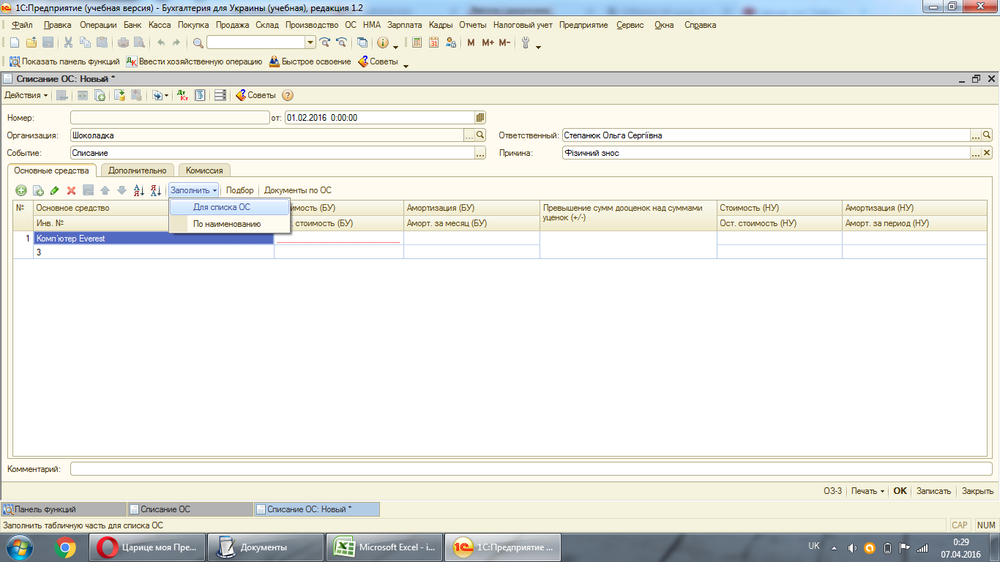 1С:Предприятие (учебная версия) - Бухгалтерия для Украины (учебная), редакция 1.2
Файл Правка Операции Банк Касса Покупка Продажа Склад Производство ОС НМА Зарплата Кадры Отчеты Налоговый учет Предприятие Сервис Окна Справка
M M+ M-
Показать панель функций Ввести хозяйственную операцию Быстрое освоение Советы
Списание ОС: Новый *
Действия Советы
Номер: от: 01.02.2016 0:00:00
Организация: Шоколадка Ответственный: Степанюк Ольга Сергіївна
Событие: Списание Причина: Фізичний знос
Основные средства Дополнительно Комиссия
Заполнить Подбор Документы по ОС
Для списка ОС
По наименованию
№ Основное средство имость (БУ) Амортизация (БУ) Превышение сумм дооценок над суммами уценок (+/-) Стоимость (НУ) Амортизация (НУ)
Инв. № . стоимость (БУ) Аморт. за месяц (БУ) Ост. стоимость (НУ) Аморт. за период (НУ)
1 Комп'ютер Everest
3
Комментарий:
ОЗ-3 Печать OK Записать Закрыть
Панель функций Списание ОС Списание ОС: Новый *
Заполнить табличную часть для списка ОС CAP NUM
Царице моя Пре... Документы Microsoft Excel - i... 1С:Предприятие ... UK 0:29
07.04.2016